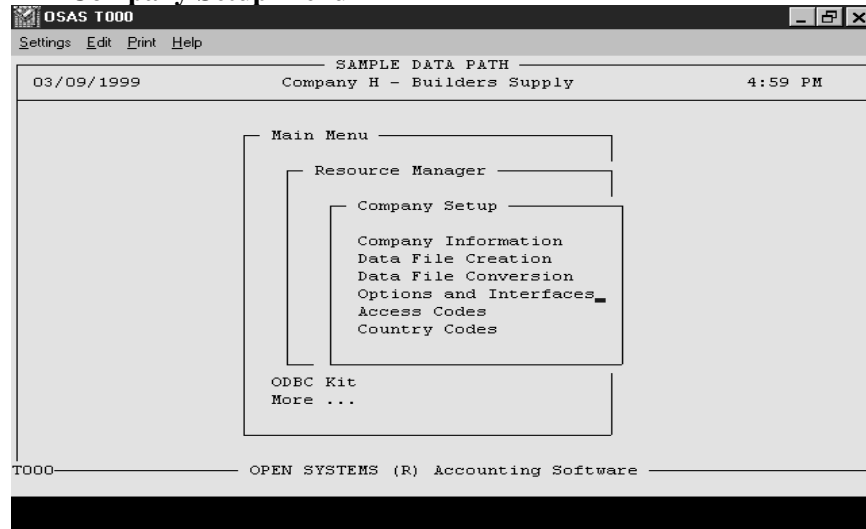 OSAS T000
Settings Edit Print Help
SAMPLE DATA PATH
03/09/1999 Company H - Builders Supply 4:59 PM
Main Menu
Resource Manager
Company Setup
Company Information
Data File Creation
Data File Conversion
Options and Interfaces
Access Codes
Country Codes
ODBC Kit
More ...
T000 OPEN SYSTEMS (R) Accounting Software